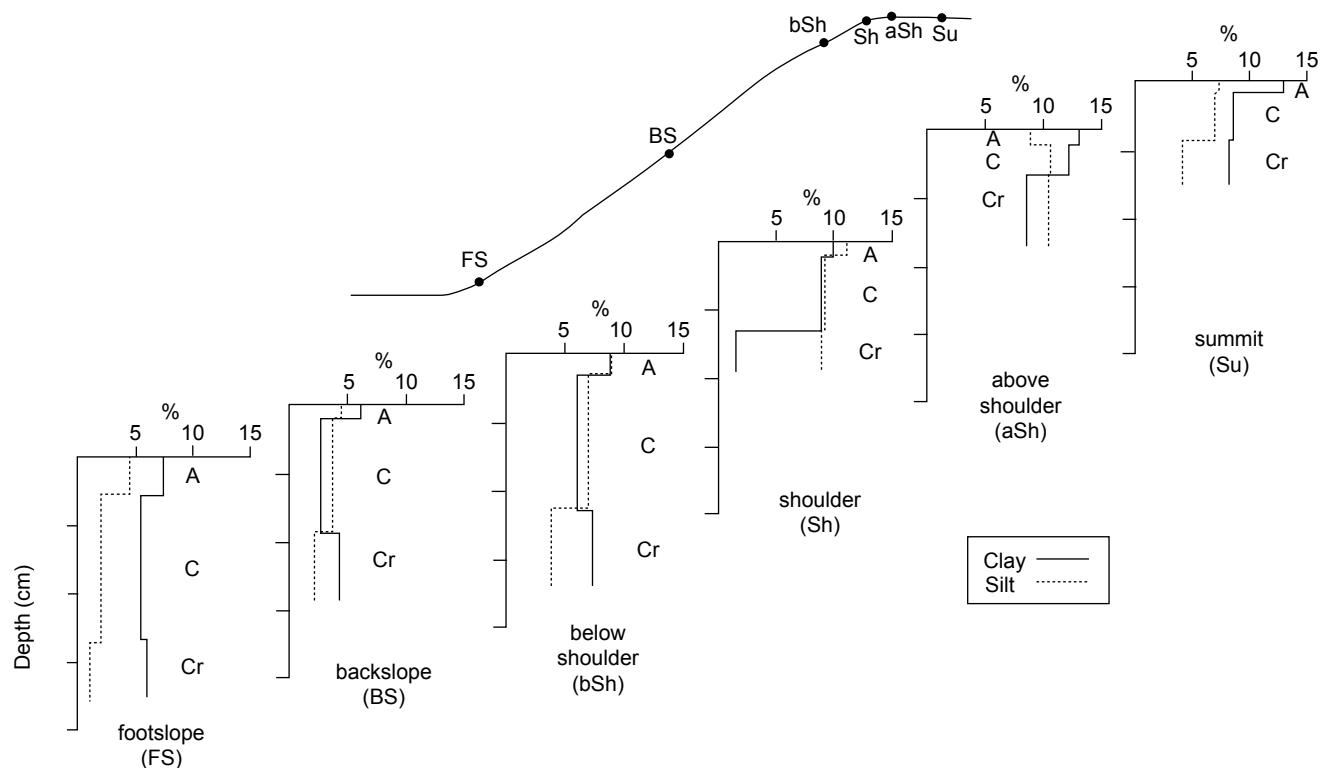 bSh
Sh
aSh
Su
BS
FS
%
5 10 15
A
C
Cr
summit
(Su)
%
5 10 15
A
C
Cr
above
shoulder
(aSh)
%
5 10 15
A
C
Cr
shoulder
(Sh)
%
5 10 15
A
C
Cr
below
shoulder
(bSh)
%
5 10 15
A
C
Cr
backslope
(BS)
%
5 10 15
A
C
Cr
footslope
(FS)
Depth (cm)
Clay
Silt